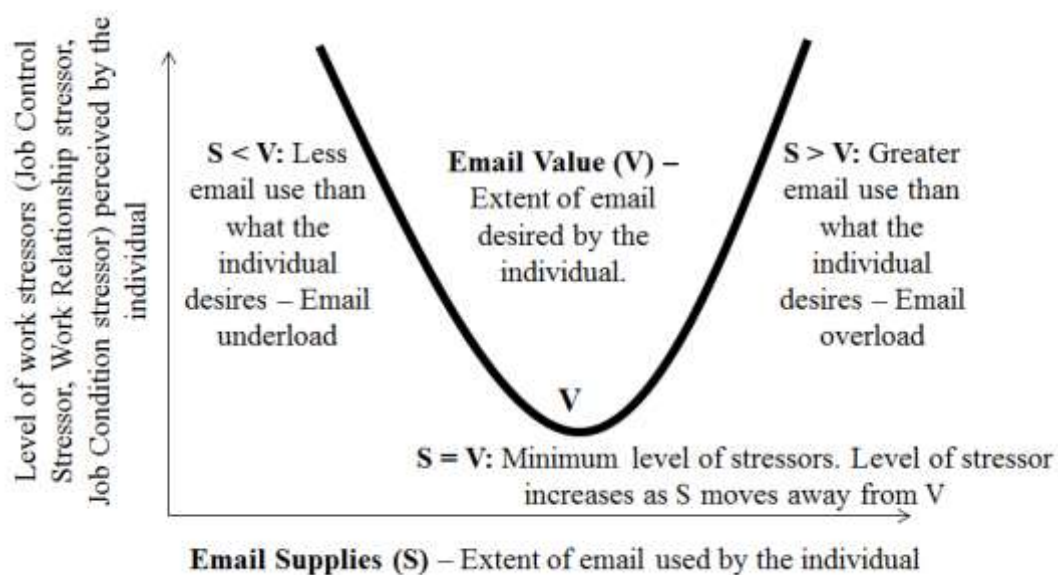 Level of work stressors (Job Control
Stressor, Work Relationship stressor,
Job Condition stressor) perceived by the
individual
S < V: Less
email use than
what the
individual
desires – Email
underload
Email Value (V) –
Extent of email
desired by the
individual.
S > V: Greater
email use than
what the
individual
desires – Email
overload
V
S = V: Minimum level of stressors. Level of stressor
increases as S moves away from V
Email Supplies (S) – Extent of email used by the individual